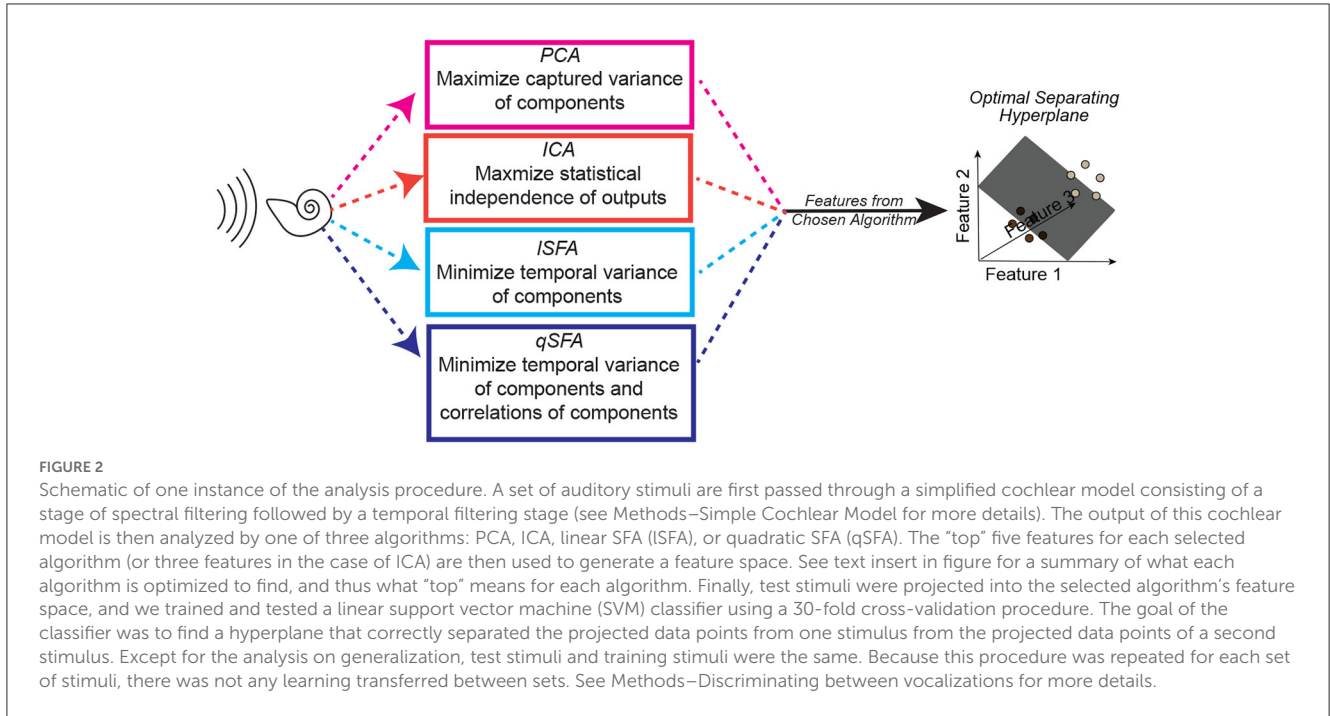 PCA
Maximize captured variance
of components
ICA
Maxmize statistical
independence of outputs
lSFA
Minimize temporal variance
of components
qSFA
Minimize temporal variance
of components and
correlations of components
Features from
Chosen Algorithm
Optimal Separating
Hyperplane
Feature 2
Feature 3
Feature 1
FIGURE 2
Schematic of one instance of the analysis procedure. A set of auditory stimuli are first passed through a simplified cochlear model consisting of a
stage of spectral filtering followed by a temporal filtering stage (see Methods–Simple Cochlear Model for more details). The output of this cochlear
model is then analyzed by one of three algorithms: PCA, ICA, linear SFA (lSFA), or quadratic SFA (qSFA). The “top” five features for each selected
algorithm (or three features in the case of ICA) are then used to generate a feature space. See text insert in figure for a summary of what each
algorithm is optimized to find, and thus what “top” means for each algorithm. Finally, test stimuli were projected into the selected algorithm’s feature
space, and we trained and tested a linear support vector machine (SVM) classifier using a 30-fold cross-validation procedure. The goal of the
classifier was to find a hyperplane that correctly separated the projected data points from one stimulus from the projected data points of a second
stimulus. Except for the analysis on generalization, test stimuli and training stimuli were the same. Because this procedure was repeated for each set
of stimuli, there was not any learning transferred between sets. See Methods–Discriminating between vocalizations for more details.